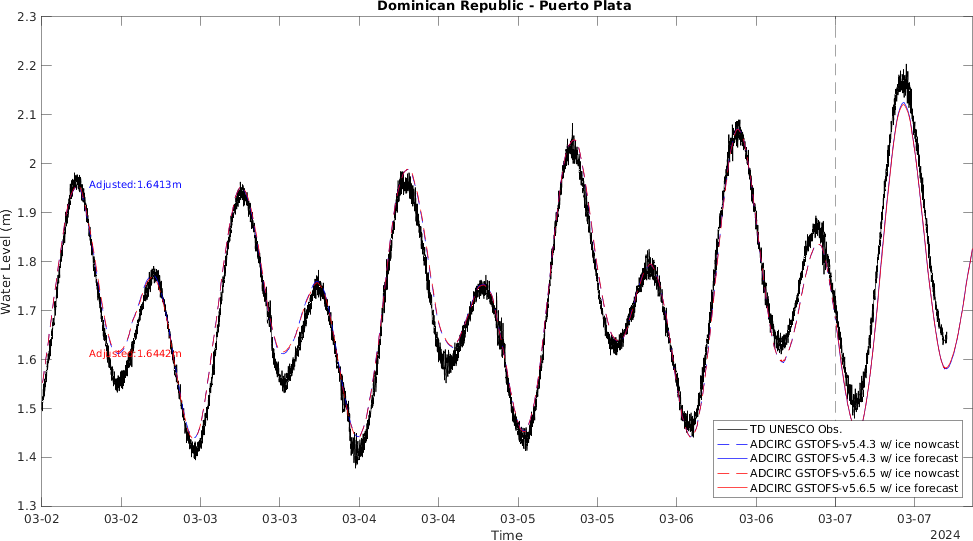 Dominican Republic - Puerto Plata
Water Level (m)
2.3
2.2
2.1
2
1.9
1.8
1.7
1.6
1.5
1.4
1.3
Adjusted:1.6413m
Adjusted:1.6442m
TD UNESCO Obs.
ADCIRC GSTOFS-v5.4.3 w/ ice nowcast
ADCIRC GSTOFS-v5.4.3 w/ ice forecast
ADCIRC GSTOFS-v5.6.5 w/ ice nowcast
ADCIRC GSTOFS-v5.6.5 w/ ice forecast
03-02 03-02 03-03 03-03 03-04 03-04 03-05 03-05 03-06 03-06 03-07 03-07
Time
2024